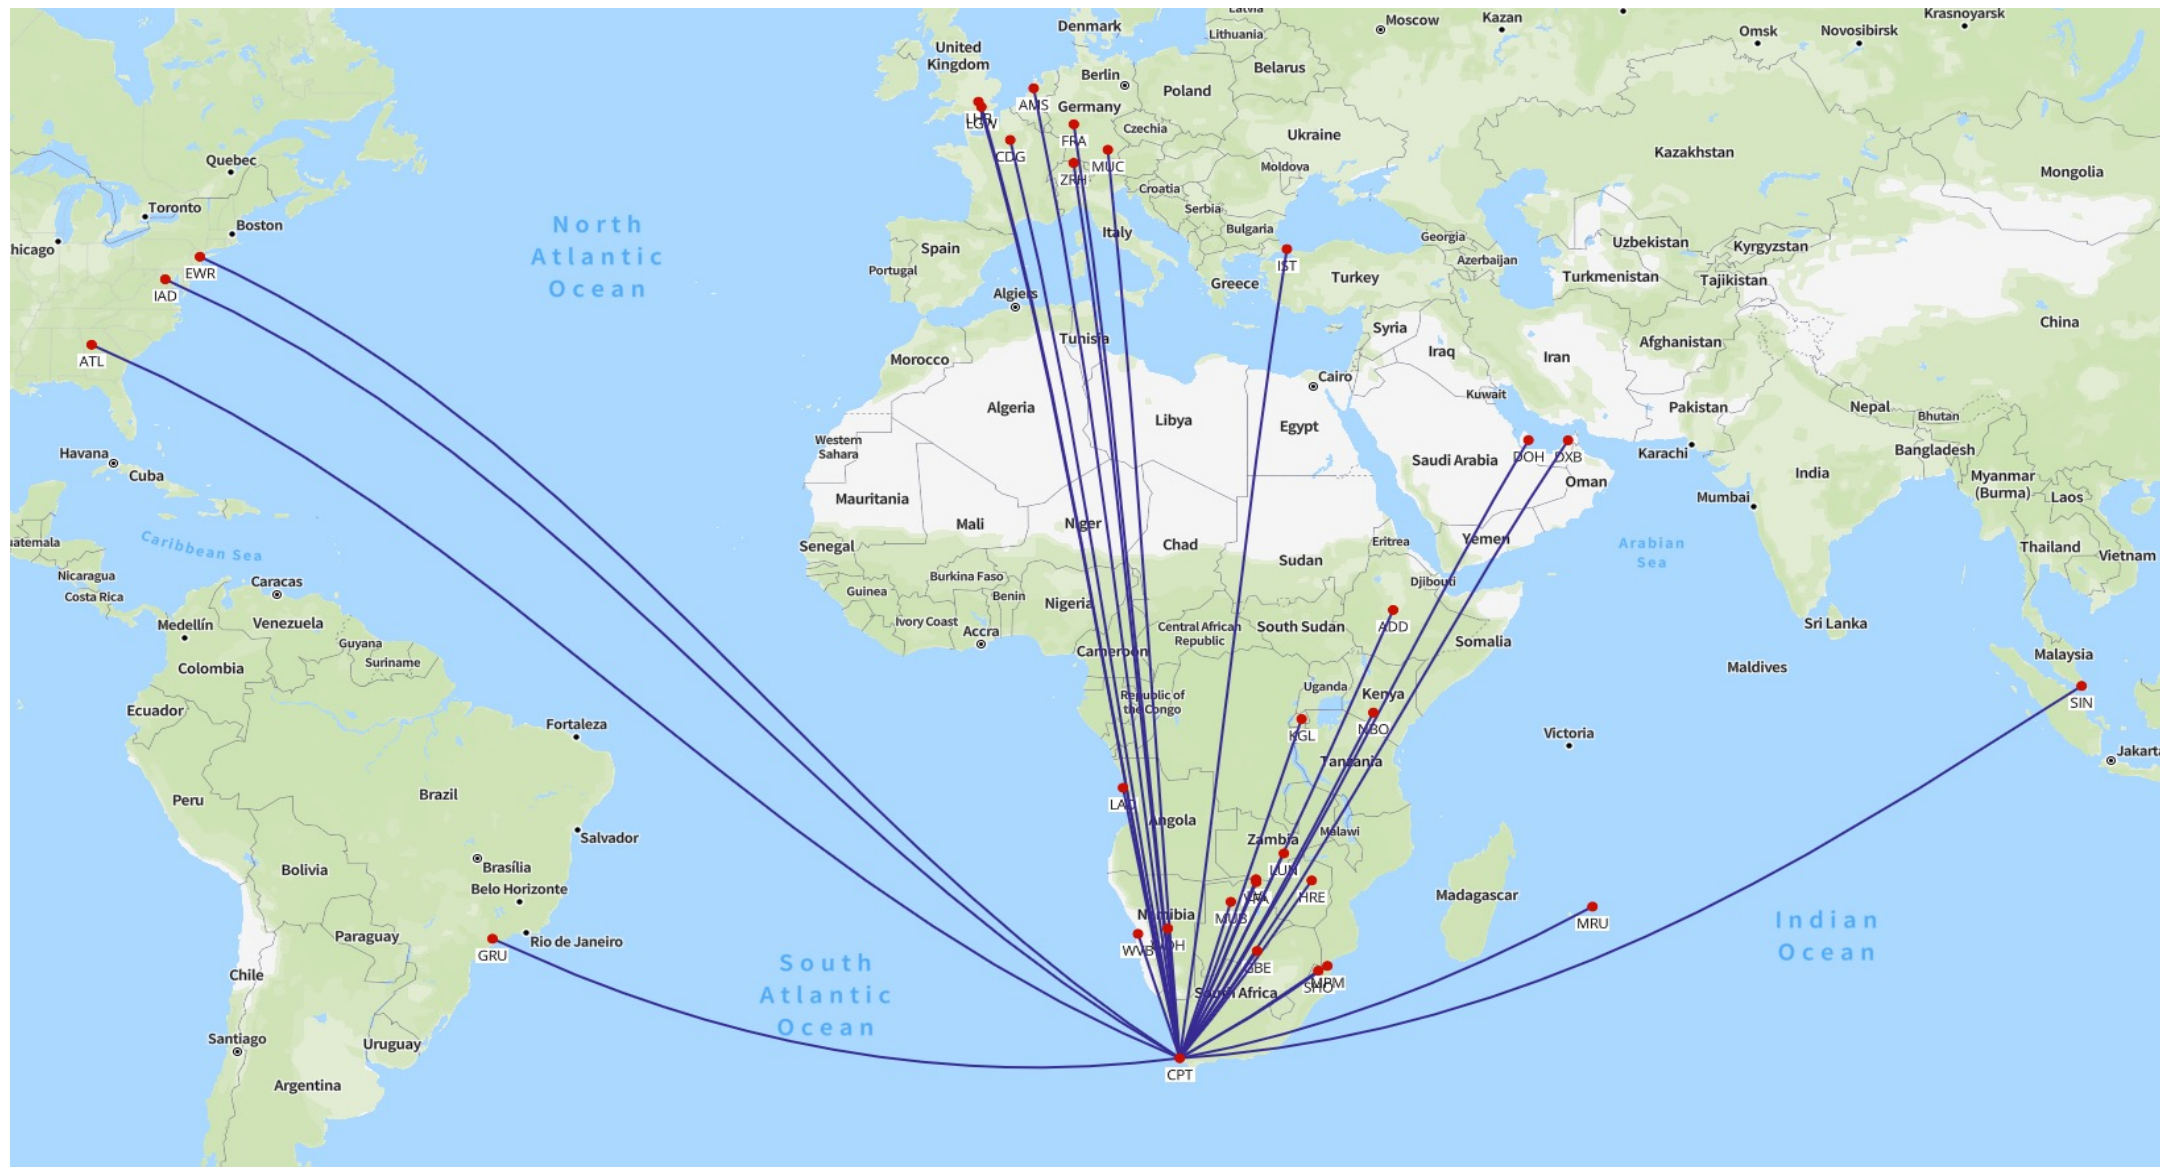 Latvia
Denmark
Moscow
Kazan
Krasnoyarsk
Lithuania
Omsk
Novosibirsk
United
Kingdom
Berlin
Belarus
Poland
AMS
Germany
LHR
LGW
Czechia
Ukraine
FRA
CDG
MUC
Kazakhstan
Quebec
Moldova
ZRH
Mongolia
Croatia
Toronto
Serbia
Boston
North
Atlantic
Ocean
Italy
Bulgaria
Georgia
Uzbekistan
Kyrgyzstan
hicago
Spain
Azerbaijan
EWR
Portugal
IST
Greece
Turkey
Turkmenistan
Tajikistan
IAD
Algiers
Syria
China
Tunisia
Afghanistan
ATL
Morocco
Iraq
Iran
Cairo
Kuwait
Pakistan
Nepal
Bhutan
Algeria
Libya
Egypt
Western
Sahara
Havana
Cuba
Saudi Arabia
DOH
DXB
Karachi
Bangladesh
India
Oman
Myanmar
(Burma)
Laos
Mauritania
Mumbai
Mali
Niger
Caribbean Sea
uatemala
Senegal
Chad
Eritrea
Yemen
Arabian
Sea
Thailand
Vietnam
Sudan
Nicaragua
Costa Rica
Caracas
Burkina Faso
Djibouti
Guinea
Benin
Nigeria
Medellín
Venezuela
Ivory Coast
Accra
Central African
Republic
South Sudan
ADD
Somalia
Sri Lanka
Guyana
Suriname
Colombia
Cameroon
Maldives
Malaysia
Uganda
Kenya
Republic of
the Congo
SIN
Ecuador
Fortaleza
KGL
NBO
Victoria
Jakarta
Tanzania
Brazil
Peru
LAD
Angola
Salvador
Zambia
Malawi
Bolivia
Brasília
Belo Horizonte
LUN
VFA
HRE
Madagascar
MUB
Namibia
MRU
Indian
Ocean
Paraguay
Rio de Janeiro
GRU
WVB
WDH
GBE
Chile
South
Atlantic
Ocean
South Africa
SHO
MPM
Santiago
Uruguay
CPT
Argentina